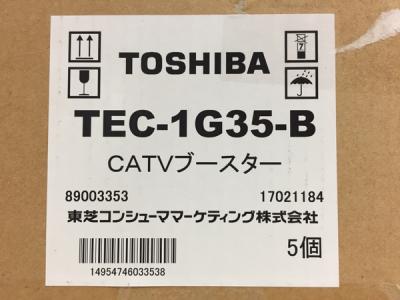 TOSHIBA
7
TEC-1G35-B
CATVブースター
89003353 17021184
東芝コンシューママーケティング株式会社
5個
14954746033538